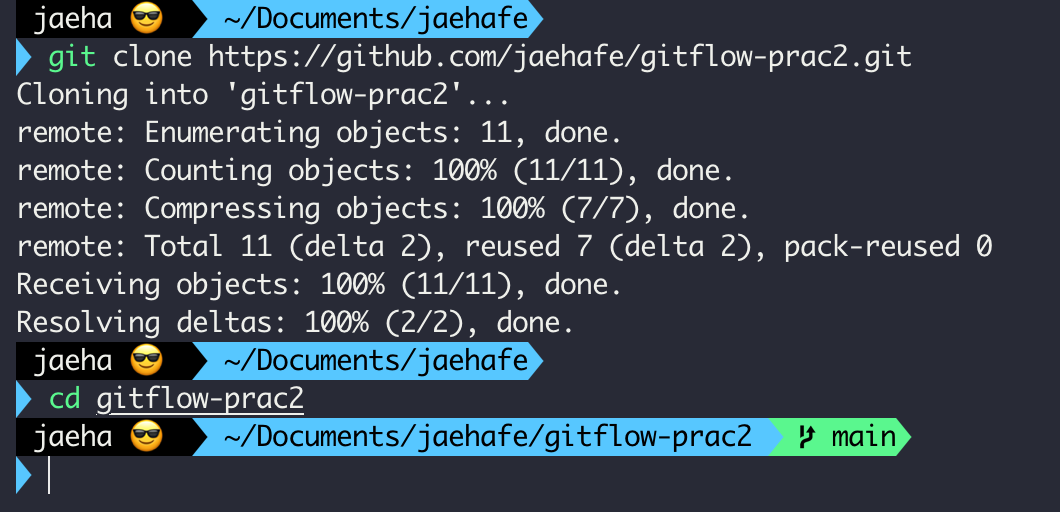 jaeha 😎 ~/Documents/jaehafe
git clone https://github.com/jaehafe/gitflow-prac2.git
Cloning into 'gitflow-prac2'...
remote: Enumerating objects: 11, done.
remote: Counting objects: 100% (11/11), done.
remote: Compressing objects: 100% (7/7), done.
remote: Total 11 (delta 2), reused 7 (delta 2), pack-reused 0
Receiving objects: 100% (11/11), done.
Resolving deltas: 100% (2/2), done.
jaeha 😎 ~/Documents/jaehafe
cd gitflow-prac2
jaeha 😎 ~/Documents/jaehafe/gitflow-prac2 main